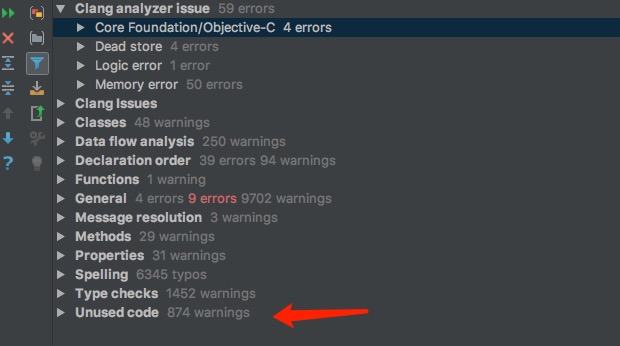 Clang analyzer issue 59 errors
Core Foundation/Objective-C 4 errors
Dead store 4 errors
Logic error 1 error
Memory error 50 errors
Clang Issues
Classes 48 warnings
Data flow analysis 250 warnings
Declaration order 39 errors 94 warnings
Functions 1 warning
General 4 errors 9 errors 9702 warnings
Message resolution 3 warnings
Methods 29 warnings
Properties 31 warnings
Spelling 6345 typos
Type checks 1452 warnings
Unused code 874 warnings